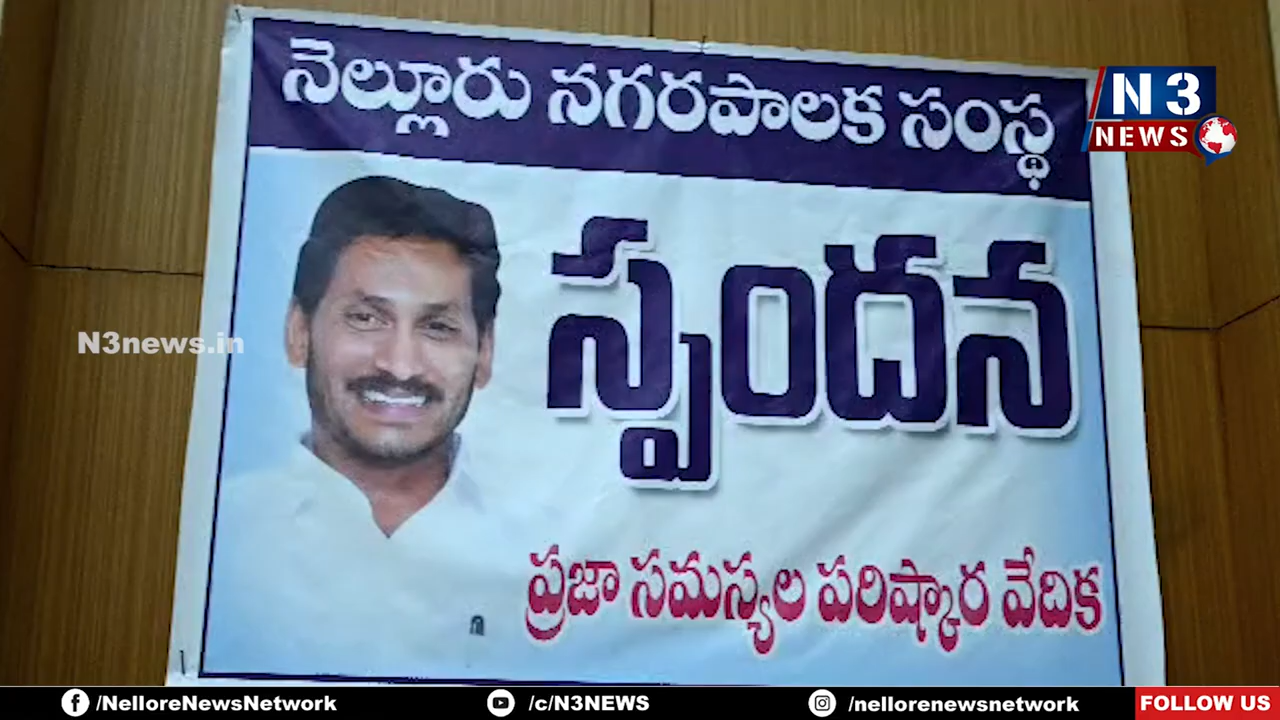 నెల్లూరు నగరపాలక సంస్థ
N3
NEWS
స్పందన
N3news.in
ప్రజా సమస్యల పరిష్కార వేదిక
/NelloreNewsNetwork
/c/N3NEWS
/nellorenewsnetwork
FOLLOW US